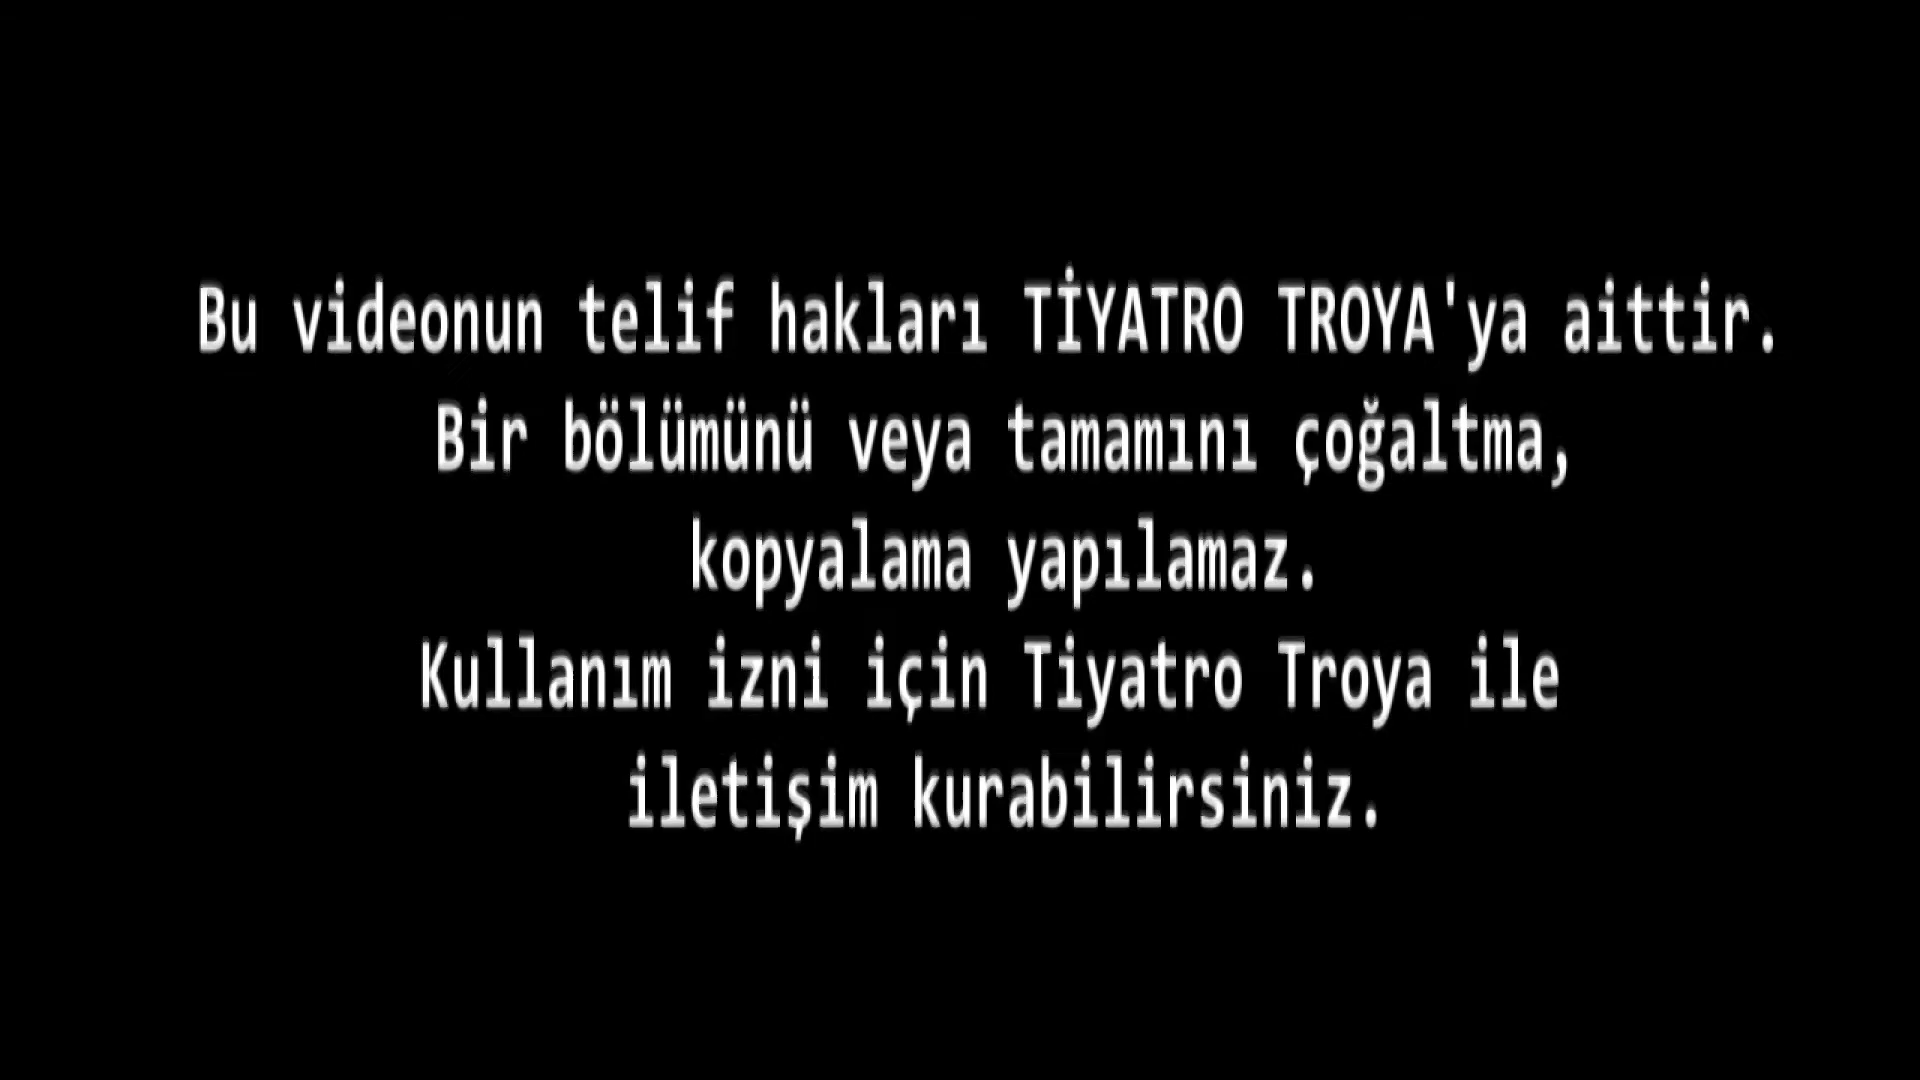 Bu videonun telif hakları TİYATRO TROYA'ya aittir.
Bir bölümünü veya tamamını çoğaltma,
kopyalama yapılamaz.
Kullanım izni için Tiyatro Troya ile
iletişim kurabilirsiniz.